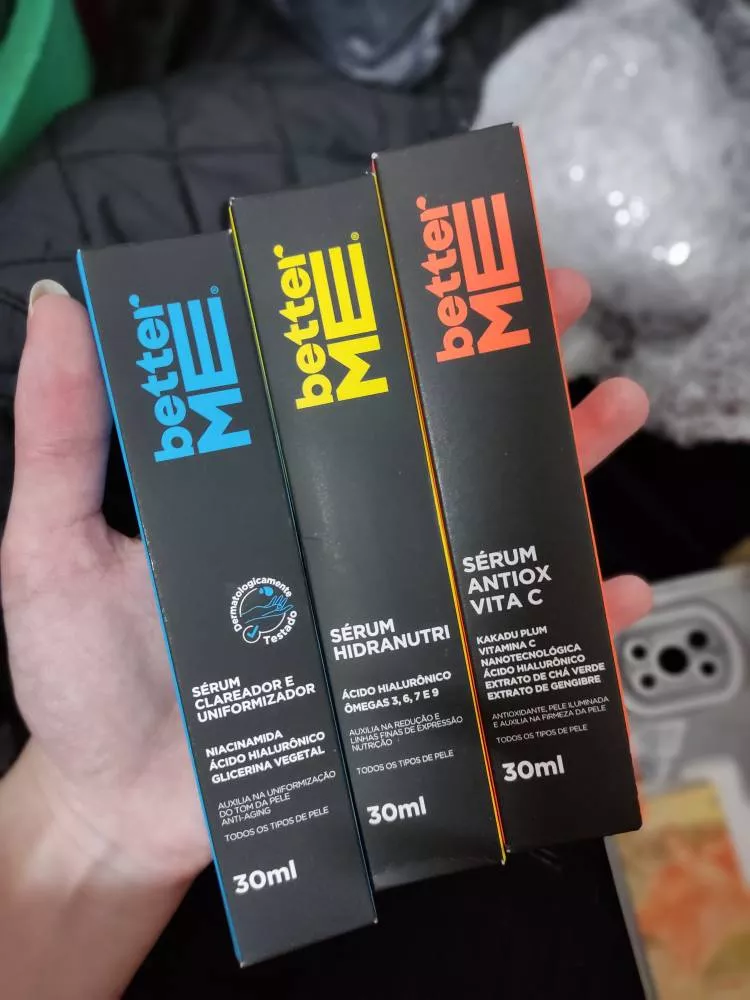 better
ME®
Dermatologicamente
Testado
SÉRUM
CLAREADOR E
UNIFORMIZADOR
NIACINAMIDA
ÁCIDO HIALURÔNICO
GLICERINA VEGETAL
AUXILIA NA UNIFORMIZAÇÃO
DO TOM DA PELE
ANTI-AGING
TODOS OS TIPOS DE PELE
30ml
better
ME®
SÉRUM
HIDRANUTRI
ÁCIDO HIALURÔNICO
ÔMEGAS 3, 6, 7 E 9
AUXILIA NA REDUÇÃO E
LINHAS FINAS DE EXPRESSÃO
NUTRIÇÃO
TODOS OS TIPOS DE PELE
30ml
better
ME
SÉRUM
ANTIOX
VITA C
KAKADU PLUM
VITAMINA C
NANOTECNOLÓGICA
ÁCIDO HIALURÔNICO
EXTRATO DE CHÁ VERDE
EXTRATO DE GENGIBRE
ANTIOXIDANTE, PELE ILUMINADA
E AUXILIA NA FIRMEZA DA PELE
TODOS OS TIPOS DE PELE
30ml